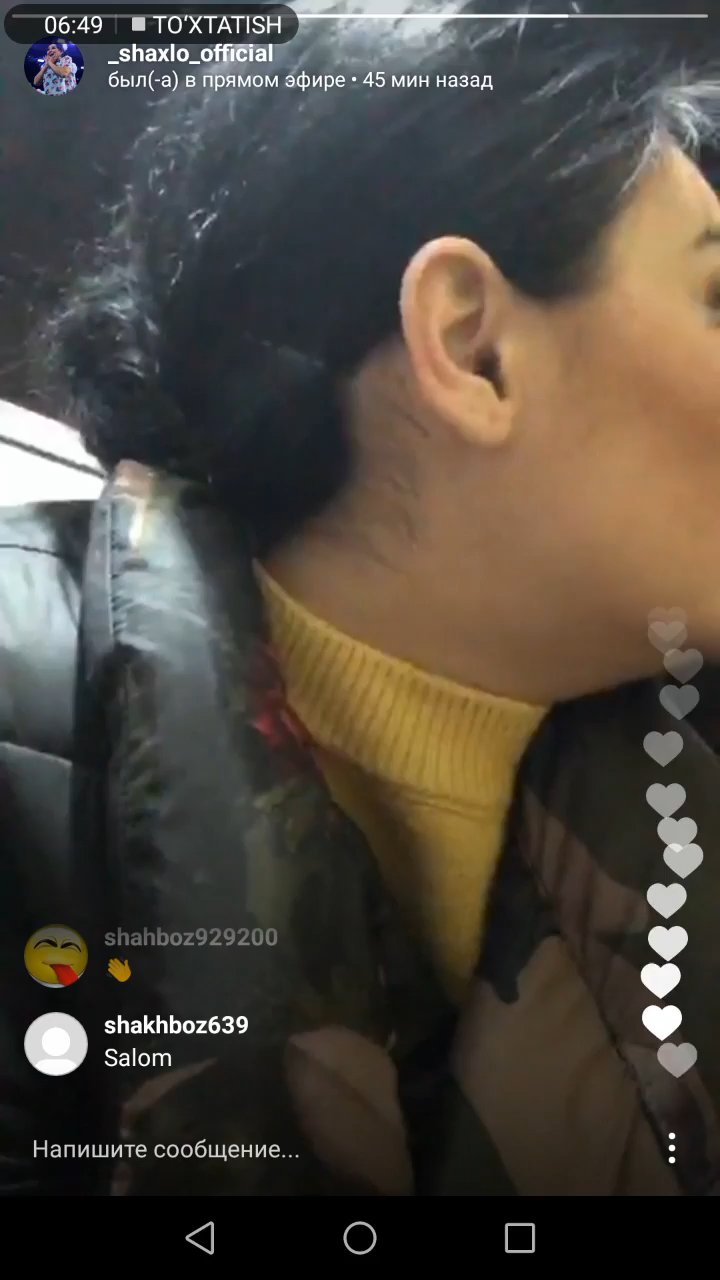 06:49 TO‘XTATISH
_shaxlo_official
был(-а) в прямом эфире • 45 мин назад
shahboz929200
👋
shakhboz639
Salom
Напишите сообщение...